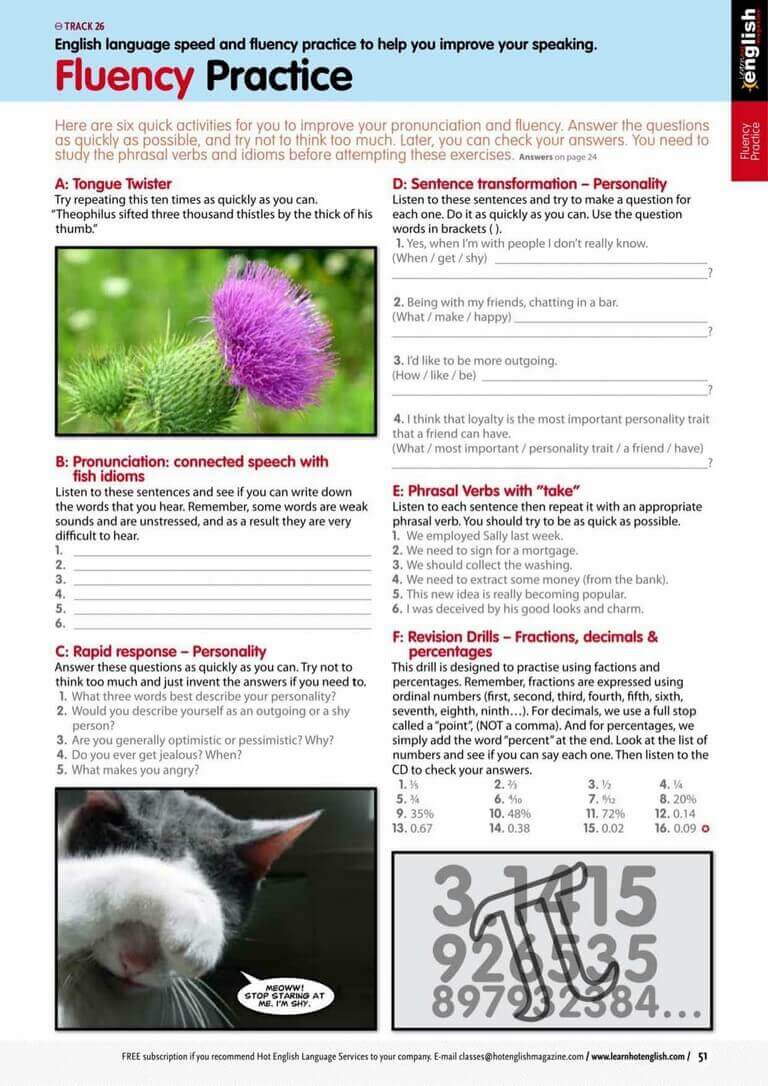 TRACK 26
English language speed and fluency practice to help you improve your speaking.
Fluency Practice
Learn hot
english
magazine
Fluency
Practice
Here are six quick activities for you to improve your pronunciation and fluency. Answer the questions
as quickly as possible, and try not to think too much. Later, you can check your answers. You need to
study the phrasal verbs and idioms before attempting these exercises. Answers on page 24
A: Tongue Twister
Try repeating this ten times as quickly as you can.
"Theophilus sifted three thousand thistles by the thick of his
thumb."
B: Pronunciation: connected speech with
fish idioms
Listen to these sentences and see if you can write down
the words that you hear. Remember, some words are weak
sounds and are unstressed, and as a result they are very
difficult to hear.
1.
2.
3.
4.
5.
6.
C: Rapid response – Personality
Answer these questions as quickly as you can. Try not to
think too much and just invent the answers if you need to.
1. What three words best describe your personality?
2. Would you describe yourself as an outgoing or a shy
person?
3. Are you generally optimistic or pessimistic? Why?
4. Do you ever get jealous? When?
5. What makes you angry?
MEOWW!
STOP STARING AT
ME. I'M SHY.
D: Sentence transformation – Personality
Listen to these sentences and try to make a question for
each one. Do it as quickly as you can. Use the question
words in brackets ( ).
1. Yes, when I'm with people I don't really know.
(When / get / shy) ____
____?
2. Being with my friends, chatting in a bar.
(What / make / happy) ____
____?
3. I'd like to be more outgoing.
(How / like / be) ____
____?
4. I think that loyalty is the most important personality trait
that a friend can have.
(What / most important / personality trait / a friend / have)
____?
E: Phrasal Verbs with "take"
Listen to each sentence then repeat it with an appropriate
phrasal verb. You should try to be as quick as possible.
1. We employed Sally last week.
2. We need to sign for a mortgage.
3. We should collect the washing.
4. We need to extract some money (from the bank).
5. This new idea is really becoming popular.
6. I was deceived by his good looks and charm.
F: Revision Drills – Fractions, decimals &
percentages
This drill is designed to practise using factions and
percentages. Remember, fractions are expressed using
ordinal numbers (first, second, third, fourth, fifth, sixth,
seventh, eighth, ninth…). For decimals, we use a full stop
called a "point", (NOT a comma). And for percentages, we
simply add the word "percent" at the end. Look at the list of
numbers and see if you can say each one. Then listen to the
CD to check your answers.
1. ⅓ 2. ⅔ 3. ½ 4. ¼
5. ¾ 6. 4/10 7. 6/12 8. 20%
9. 35% 10. 48% 11. 72% 12. 0.14
13. 0.67 14. 0.38 15. 0.02 16. 0.09
3.1415
926535
897932384...
π
FREE subscription if you recommend Hot English Language Services to your company. E-mail classes@hotenglishmagazine.com / www.learnhotenglish.com / 51